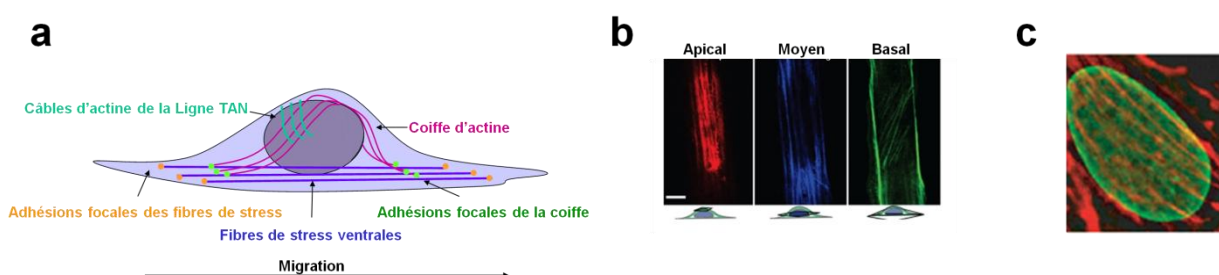 a
Câbles d'actine de la Ligne TAN
Coiffe d'actine
Adhésions focales des fibres de stress
Adhésions focales de la coiffe
Fibres de stress ventrales
Migration
b
Apical
Moyen
Basal
c